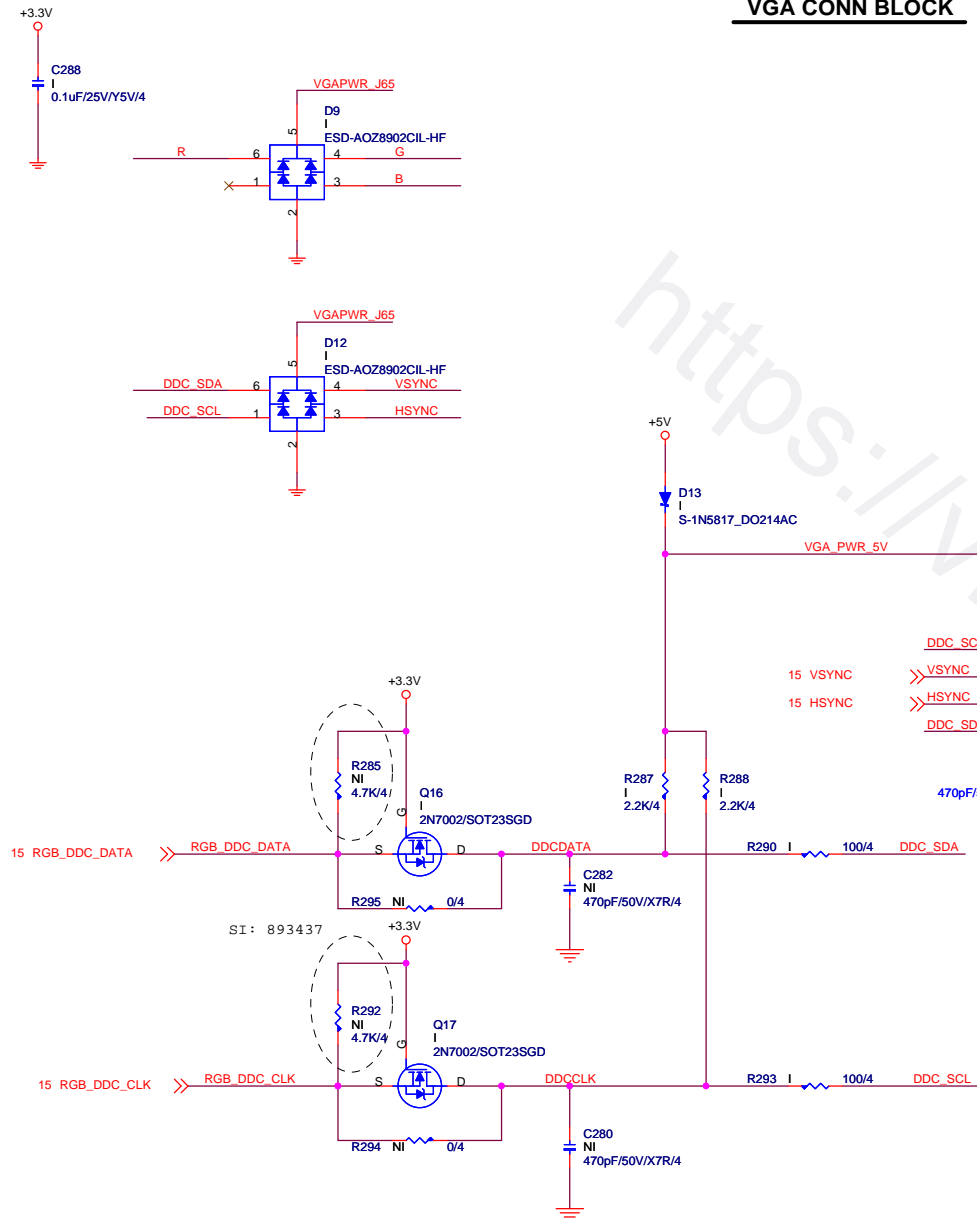 VGA CONN BLOCK
+3.3V
C288
I
0.1uF/25V/Y5V/4
VGAPWR_J65
D9
I
ESD-AOZ8902CIL-HF
5
R 6 4 G
1 3 B
2
VGAPWR_J65
D12
I
ESD-AOZ8902CIL-HF
5
DDC_SDA 6 4 VSYNC
DDC_SCL 1 3 HSYNC
2
https://v
+5V
D13
I
S-1N5817_DO214AC
VGA_PWR_5V
DDC_SC
15 VSYNC VSYNC
15 HSYNC HSYNC
DDC_SD
470pF/
+3.3V
R285
NI
4.7K/4
Q16
I
2N7002/SOT23SGD
G
R287
I
2.2K/4
R288
I
2.2K/4
15 RGB_DDC_DATA RGB_DDC_DATA S D DDCDATA R290 I 100/4 DDC_SDA
C282
NI
470pF/50V/X7R/4
R295 NI 0/4
SI: 893437
+3.3V
R292
NI
4.7K/4
Q17
I
2N7002/SOT23SGD
G
15 RGB_DDC_CLK RGB_DDC_CLK S D DDCCLK R293 I 100/4 DDC_SCL
C280
NI
470pF/50V/X7R/4
R294 NI 0/4